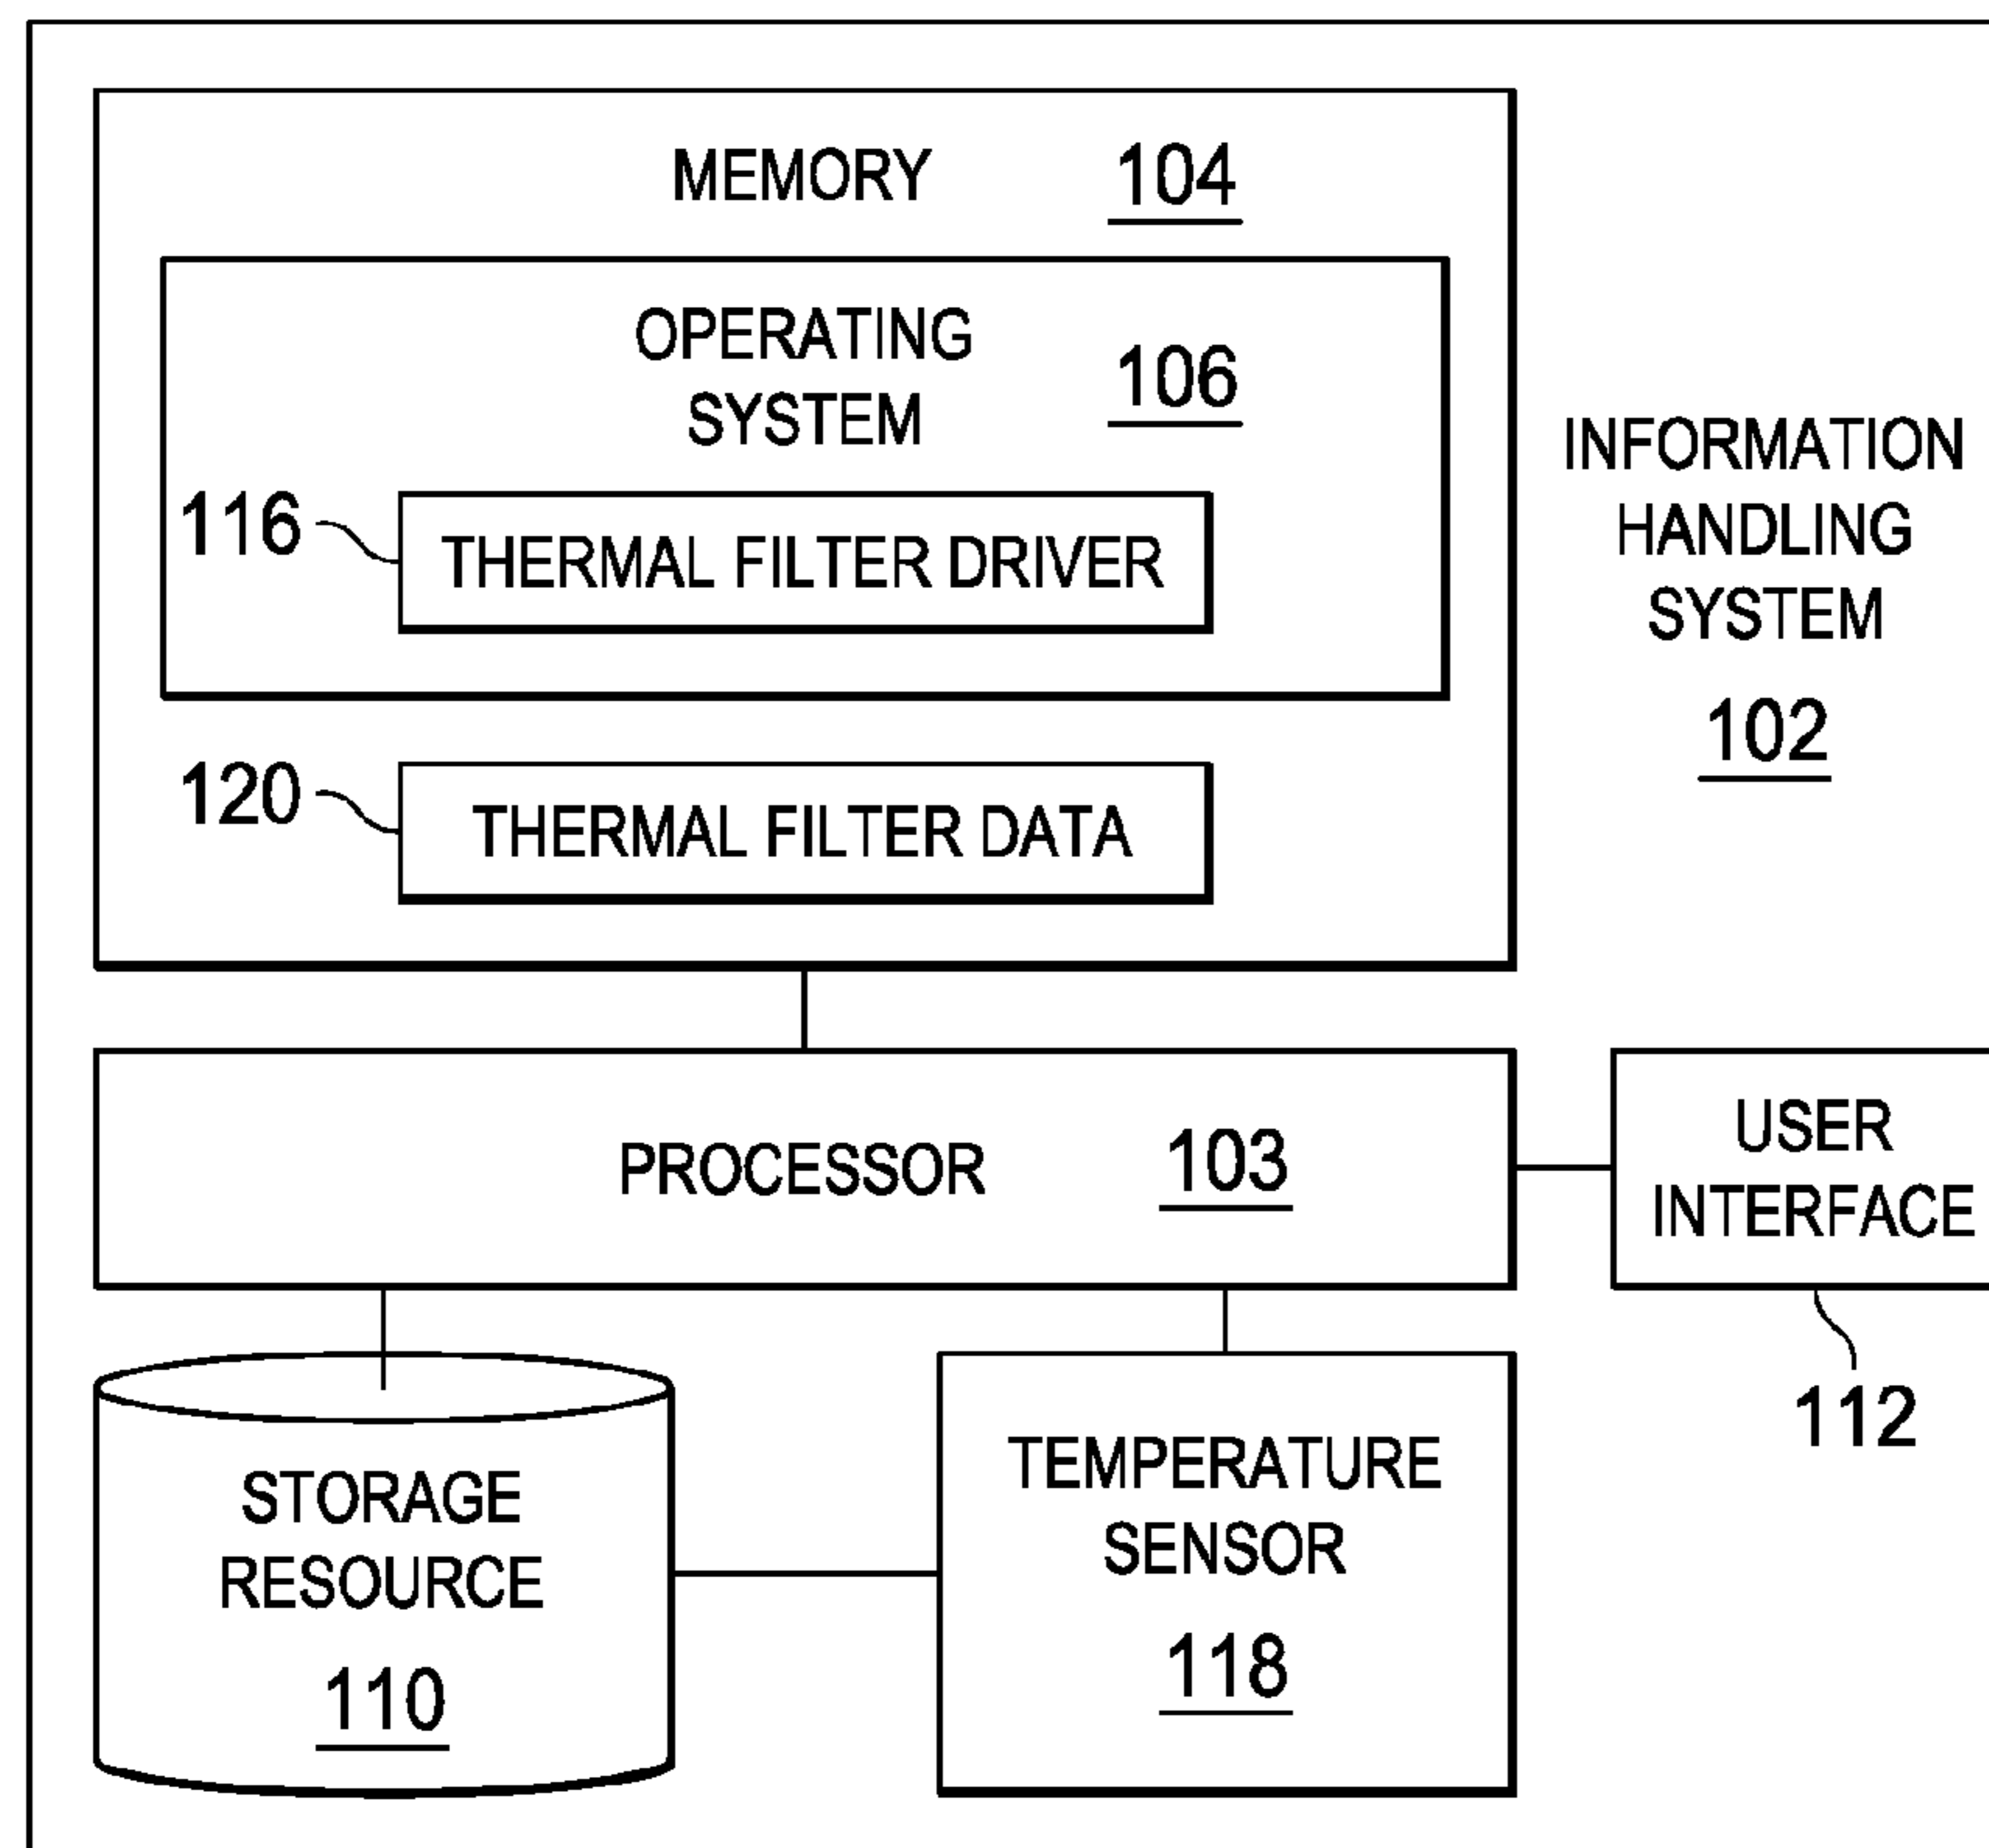 MEMORY 104
OPERATING
SYSTEM
106
116
THERMAL FILTER DRIVER
120
THERMAL FILTER DATA
INFORMATION
HANDLING
SYSTEM
102
PROCESSOR 103
USER
INTERFACE
112
STORAGE
RESOURCE
110
TEMPERATURE
SENSOR
118